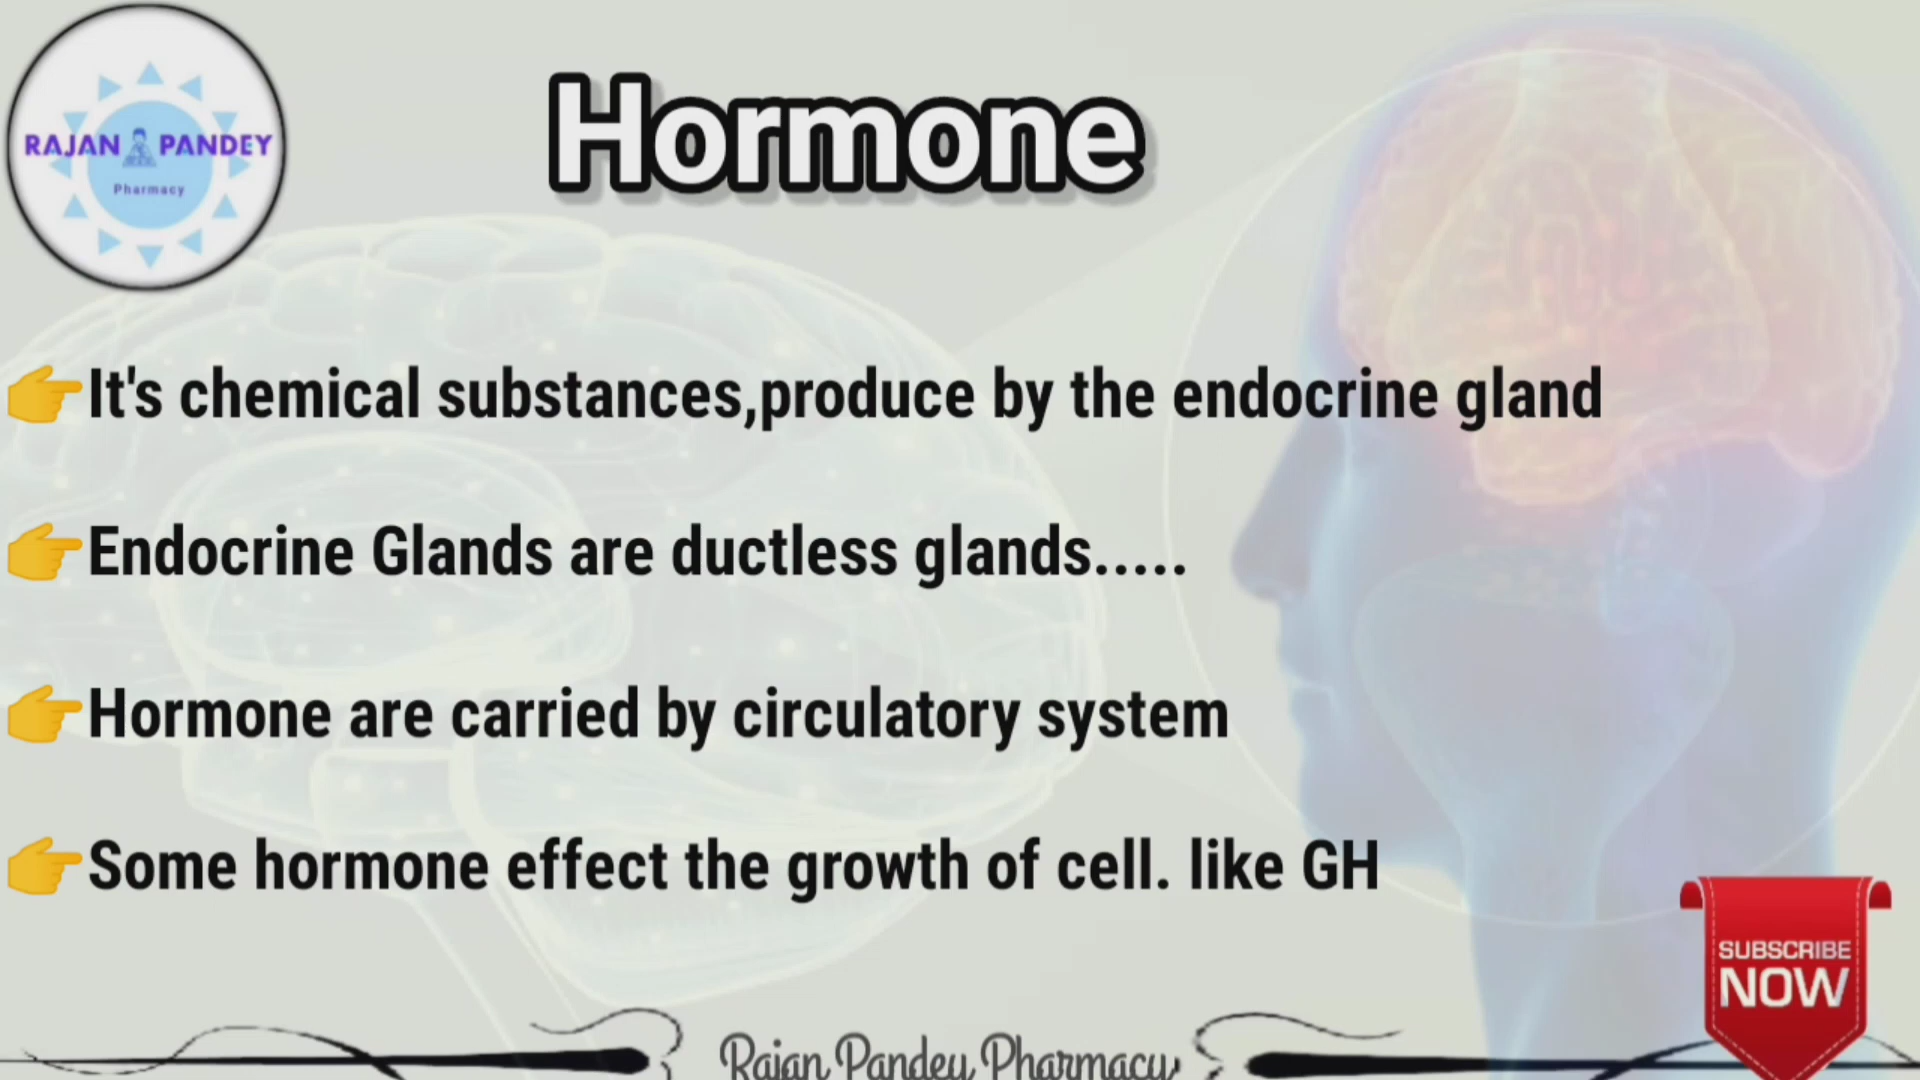 RAJAN PANDEY
Pharmacy
Hormone
👉It's chemical substances,produce by the endocrine gland
👉Endocrine Glands are ductless glands.....
👉Hormone are carried by circulatory system
👉Some hormone effect the growth of cell. like GH
SUBSCRIBE
NOW
Rajan Pandey Pharmacy